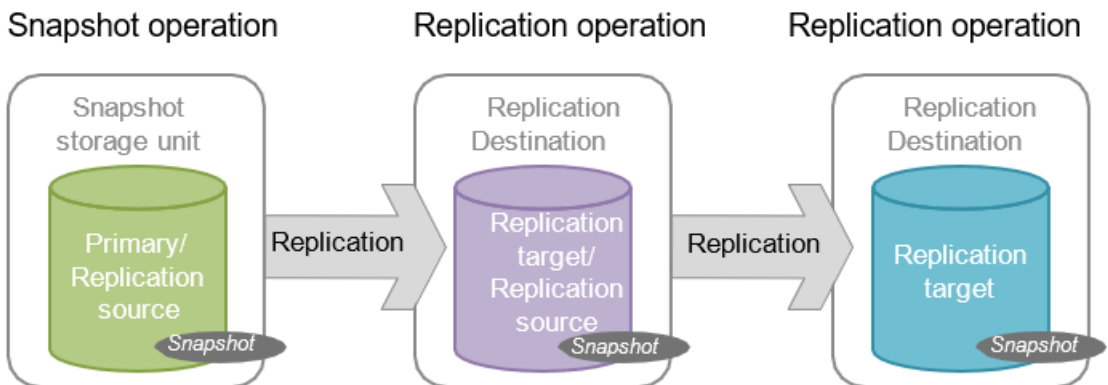 Snapshot operation
Replication operation
Replication operation
Snapshot
storage unit
Primary/
Replication
source
Snapshot
Replication
Replication
Destination
Replication
target/
Replication
source
Snapshot
Replication
Replication
Destination
Replication
target
Snapshot